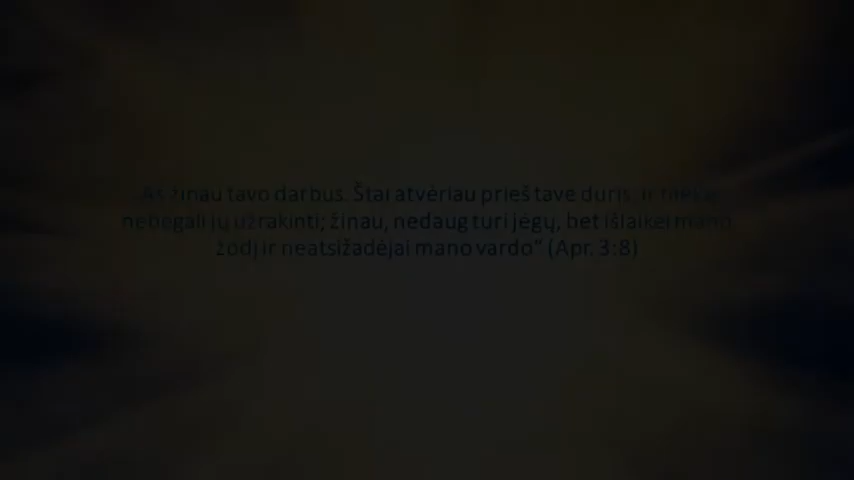 Aš žinau tavo darbus. Štai atvėriau prieš tave duris, ir niekas
nebegali jų užrakinti; žinau, nedaug turi jėgų, bet išlaikei mano
žodį ir neatsižadėjai mano vardo“ (Apr. 3:8)